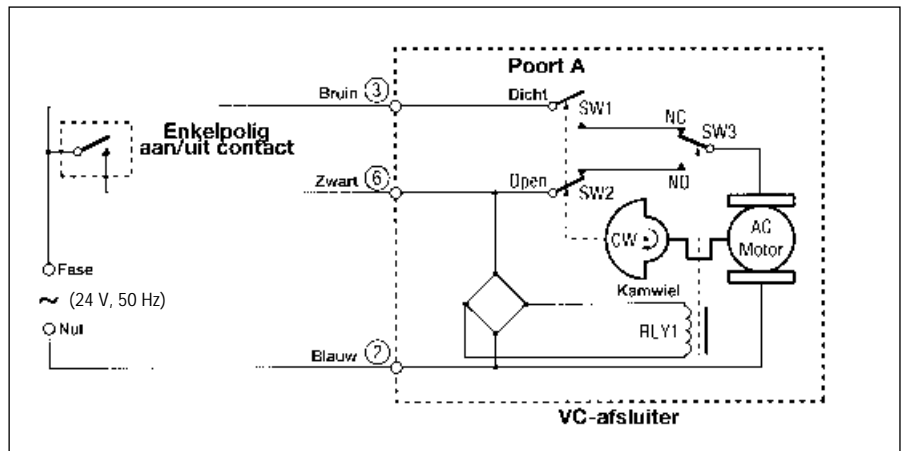 Poort A
Bruin 3
Dicht
SW1
NC
SW3
Enkelpolig
aan/uit contact
Zwart 6
Open
SW2
NO
CW
AC
Motor
Kamwiel
Fase
~ (24 V, 50 Hz)
Nul
RLY1
Blauw 2
VC-afsluiter